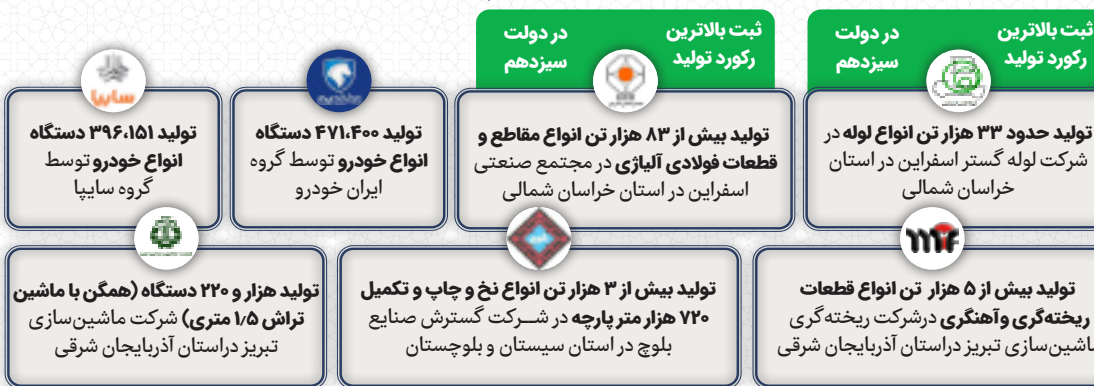 ثبت بالاترین رکورد تولید
در دولت سیزدهم
تولید حدود ۳۳ هزار تن انواع لوله در
شرکت لوله گستر اسفراین در استان
خراسان شمالی
ثبت بالاترین رکورد تولید
در دولت سیزدهم
تولید بیش از ۸۳ هزار تن انواع مقاطع و
قطعات فولادی آلیاژی در مجتمع صنعتی
اسفراین در استان خراسان شمالی
تولید ۴۷۱،۴۰۰ دستگاه
انواع خودرو توسط گروه
ایران خودرو
سایپا
تولید ۳۹۶،۱۵۱ دستگاه
انواع خودرو توسط
گروه سایپا
تولید بیش از ۵ هزار تن انواع قطعات
ریخته‌گری وآهنگری درشرکت ریخته‌گری
ماشین‌سازی تبریز دراستان آذربایجان شرقی
تولید بیش از ۳ هزار تن انواع نخ و چاپ و تکمیل
۷۲۰ هزار متر پارچه در شــرکت گسترش صنایع
بلوچ در استان سیستان و بلوچستان
تولید هزار و ۲۲۰ دستگاه (همگن با ماشین
تراش ۱/۵ متری) شرکت ماشین‌سازی
تبریز دراستان آذربایجان شرقی